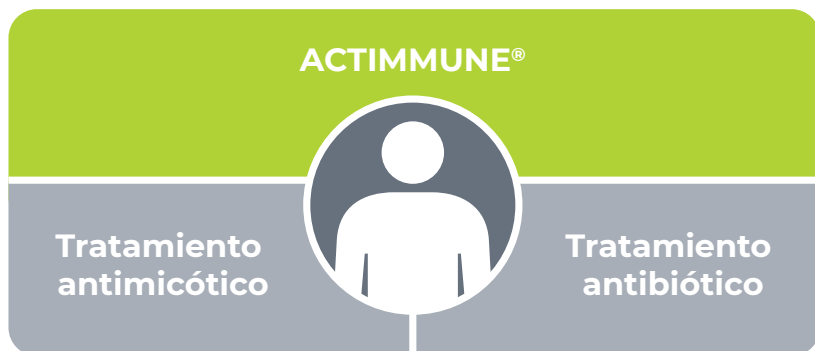 ACTIMMUNE®
Tratamiento
antimicótico
Tratamiento
antibiótico